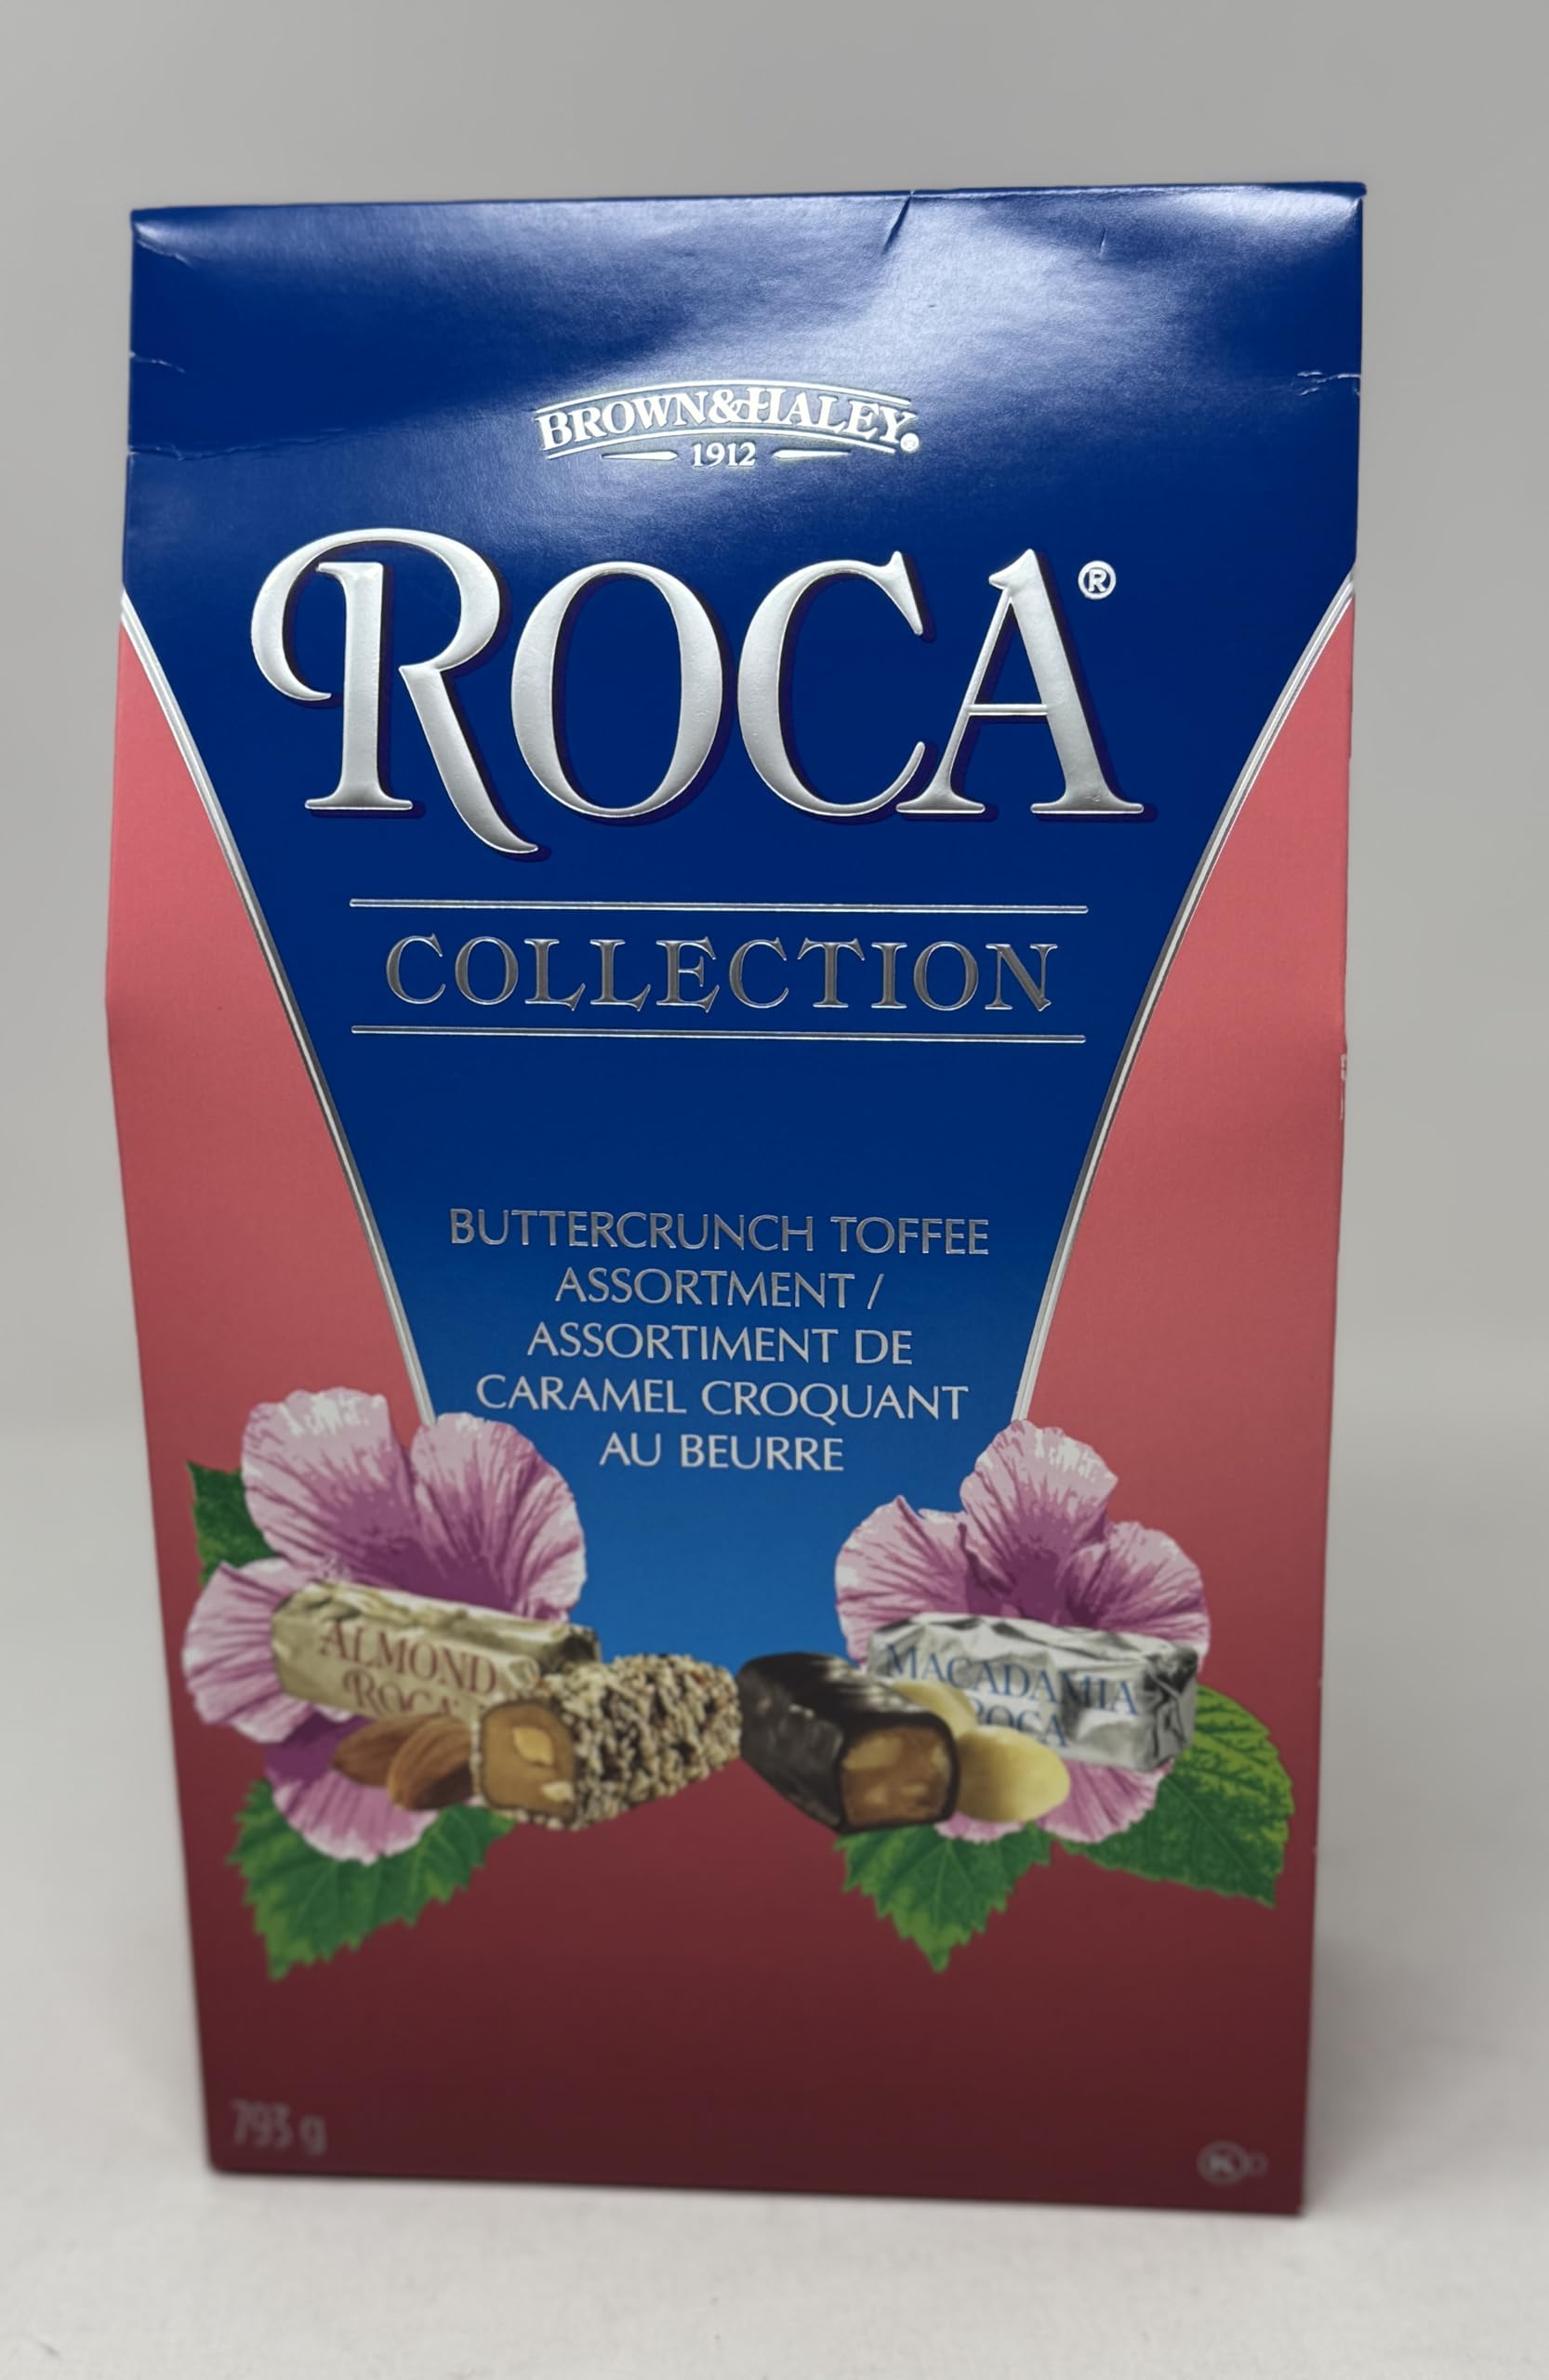 BROWN&HALEY®
1912
ROCA®
COLLECTION
BUTTERCRUNCH TOFFEE
ASSORTMENT /
ASSORTIMENT DE
CARAMEL CROQUANT
AU BEURRE
ALMOND
ROCA
MACADAMIA
ROCA
793 g
K D